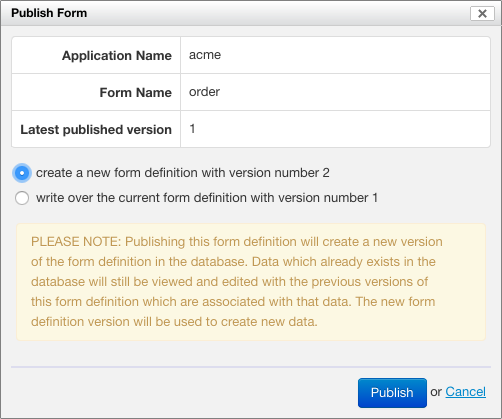 Publish Form
Application Name acme
Form Name order
Latest published version 1
create a new form definition with version number 2
write over the current form definition with version number 1
PLEASE NOTE: Publishing this form definition will create a new version
of the form definition in the database. Data which already exists in the
database will still be viewed and edited with the previous versions of
this form definition which are associated with that data. The new form
definition version will be used to create new data.
Publish or Cancel